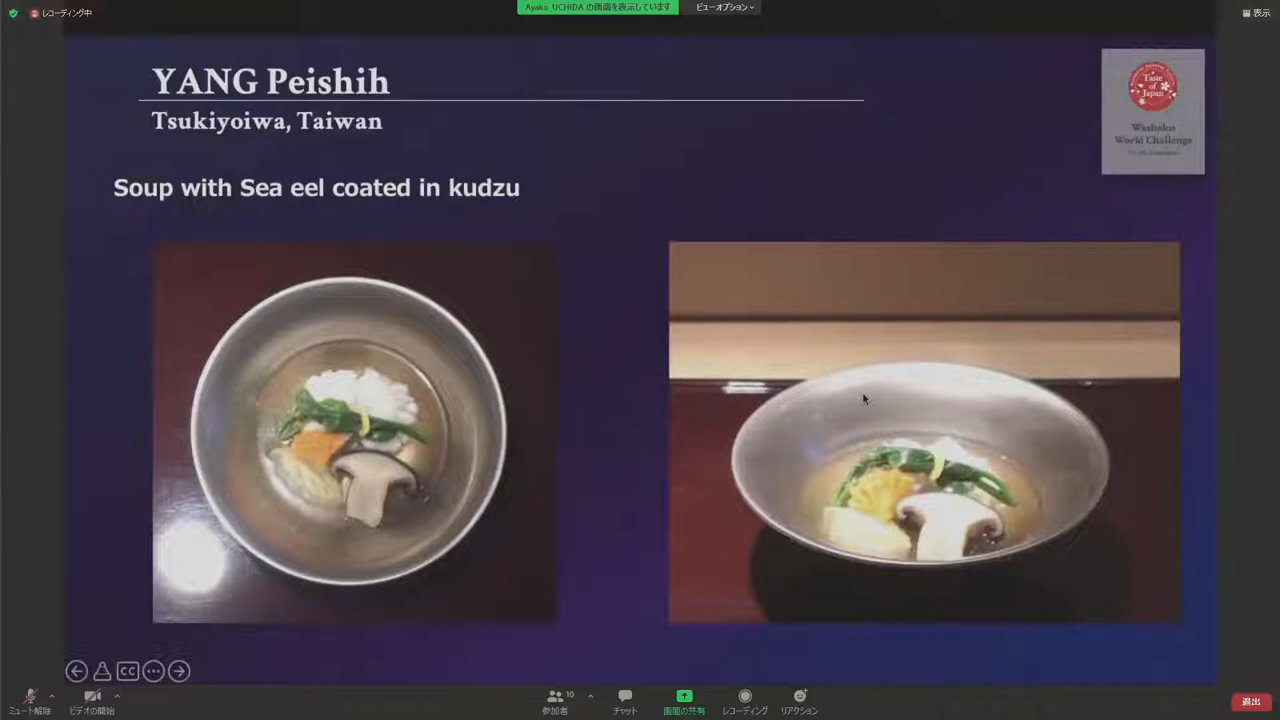 レコーディング中
Ayako UCHIDA の画面を表示しています
ビューオプション
表示
YANG Peishih
Tsukiyoiwa, Taiwan
Taste
of
Japan
Washoku
World Challenge
Soup with Sea eel coated in kudzu
CC
ミュート解除
ビデオの開始
10
参加者
チャット
画面の共有
レコーディング
リアクション
退出